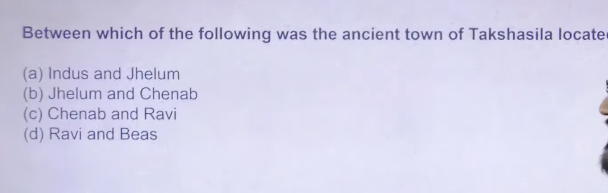 Between which of the following was the ancient town of Takshasila locate
(a) Indus and Jhelum
(b) Jhelum and Chenab
(c) Chenab and Ravi
(d) Ravi and Beas